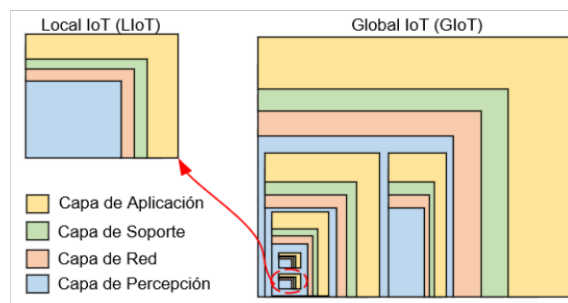 Local IoT (LIoT)
Global IoT (GIoT)
Capa de Aplicación
Capa de Soporte
Capa de Red
Capa de Percepción